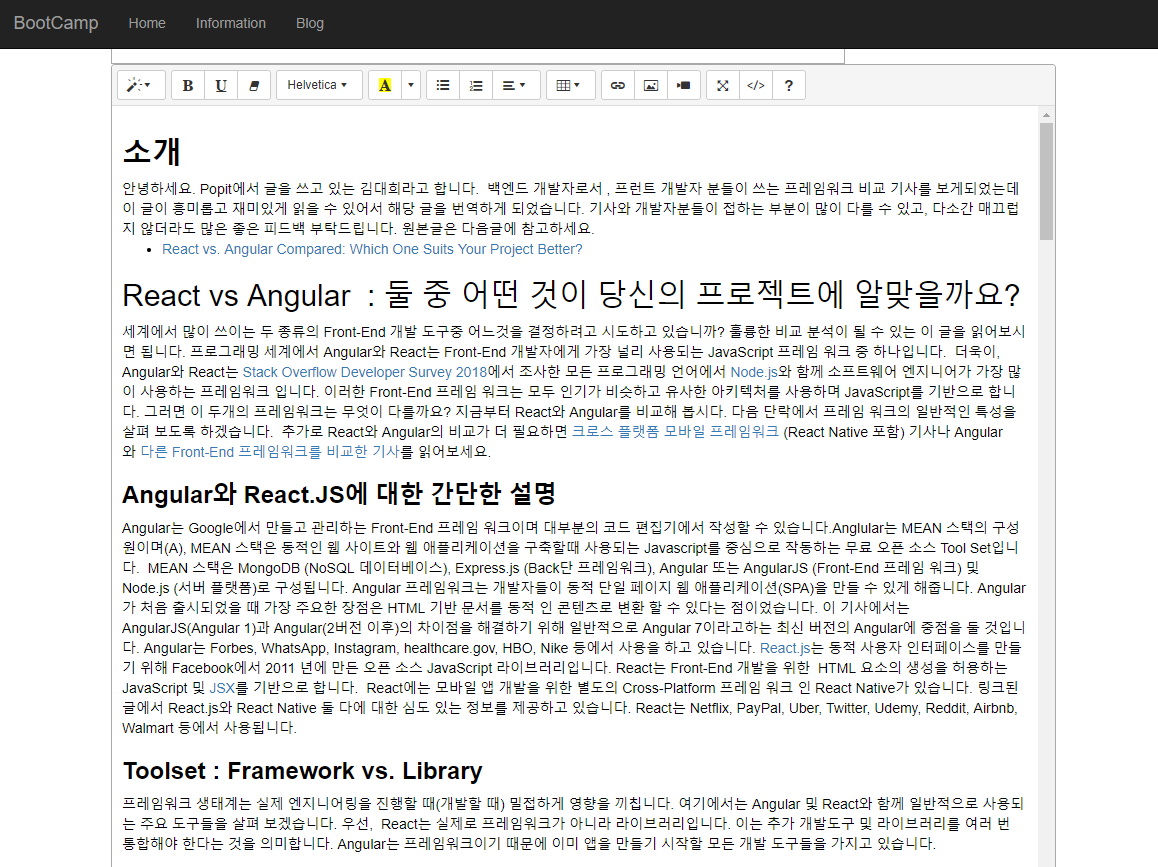 BootCamp Home Information Blog
B U Helvetica A </> ?
소개
안녕하세요. Popit에서 글을 쓰고 있는 김대희라고 합니다.  백엔드 개발자로서 , 프런트 개발자 분들이 쓰는 프레임워크 비교 기사를 보게되었는데
이 글이 흥미롭고 재미있게 읽을 수 있어서 해당 글을 번역하게 되었습니다. 기사와 개발자분들이 접하는 부분이 많이 다를 수 있고, 다소간 매끄럽
지 않더라도 많은 좋은 피드백 부탁드립니다. 원본글은 다음글에 참고하세요.
• React vs. Angular Compared: Which One Suits Your Project Better?
React vs Angular  : 둘 중 어떤 것이 당신의 프로젝트에 알맞을까요?
세계에서 많이 쓰이는 두 종류의 Front-End 개발 도구중 어느것을 결정하려고 시도하고 있습니까? 훌륭한 비교 분석이 될 수 있는 이 글을 읽어보시
면 됩니다. 프로그래밍 세계에서 Angular와 React는 Front-End 개발자에게 가장 널리 사용되는 JavaScript 프레임 워크 중 하나입니다.  더욱이,
Angular와 React는 Stack Overflow Developer Survey 2018에서 조사한 모든 프로그래밍 언어에서 Node.js와 함께 소프트웨어 엔지니어가 가장 많
이 사용하는 프레임워크 입니다. 이러한 Front-End 프레임 워크는 모두 인기가 비슷하고 유사한 아키텍처를 사용하며 JavaScript를 기반으로 합니
다. 그러면 이 두개의 프레임워크는 무엇이 다를까요? 지금부터 React와 Angular를 비교해 봅시다. 다음 단락에서 프레임 워크의 일반적인 특성을
살펴 보도록 하겠습니다.  추가로 React와 Angular의 비교가 더 필요하면 크로스 플랫폼 모바일 프레임워크 (React Native 포함) 기사나 Angular
와 다른 Front-End 프레임워크를 비교한 기사를 읽어보세요.
Angular와 React.JS에 대한 간단한 설명
Angular는 Google에서 만들고 관리하는 Front-End 프레임 워크이며 대부분의 코드 편집기에서 작성할 수 있습니다.Anglular는 MEAN 스택의 구성
원이며(A), MEAN 스택은 동적인 웹 사이트와 웹 애플리케이션을 구축할때 사용되는 Javascript를 중심으로 작동하는 무료 오픈 소스 Tool Set입니
다.  MEAN 스택은 MongoDB (NoSQL 데이터베이스), Express.js (Back단 프레임워크), Angular 또는 AngularJS (Front-End 프레임 워크) 및
Node.js (서버 플랫폼)로 구성됩니다. Angular 프레임워크는 개발자들이 동적 단일 페이지 웹 애플리케이션(SPA)을 만들 수 있게 해줍니다. Angular
가 처음 출시되었을 때 가장 주요한 장점은 HTML 기반 문서를 동적 인 콘텐츠로 변환 할 수 있다는 점이었습니다. 이 기사에서는
AngularJS(Angular 1)과 Angular(2버전 이후)의 차이점을 해결하기 위해 일반적으로 Angular 7이라고하는 최신 버전의 Angular에 중점을 둘 것입니
다. Angular는 Forbes, WhatsApp, Instagram, healthcare.gov, HBO, Nike 등에서 사용을 하고 있습니다. React.js는 동적 사용자 인터페이스를 만들
기 위해 Facebook에서 2011 년에 만든 오픈 소스 JavaScript 라이브러리입니다. React는 Front-End 개발을 위한  HTML 요소의 생성을 허용하는
JavaScript 및 JSX를 기반으로 합니다.  React에는 모바일 앱 개발을 위한 별도의 Cross-Platform 프레임 워크 인 React Native가 있습니다. 링크된
글에서 React.js와 React Native 둘 다에 대한 심도 있는 정보를 제공하고 있습니다. React는 Netflix, PayPal, Uber, Twitter, Udemy, Reddit, Airbnb,
Walmart 등에서 사용됩니다.
Toolset : Framework vs. Library
프레임워크 생태계는 실제 엔지니어링을 진행할 때(개발할 때) 밀접하게 영향을 끼칩니다. 여기에서는 Angular 및 React와 함께 일반적으로 사용되
는 주요 도구들을 살펴 보겠습니다. 우선,  React는 실제로 프레임워크가 아니라 라이브러리입니다. 이는 추가 개발도구 및 라이브러리를 여러 번
통합해야 한다는 것을 의미합니다. Angular는 프레임워크이기 때문에 이미 앱을 만들기 시작할 모든 개발 도구들을 가지고 있습니다.